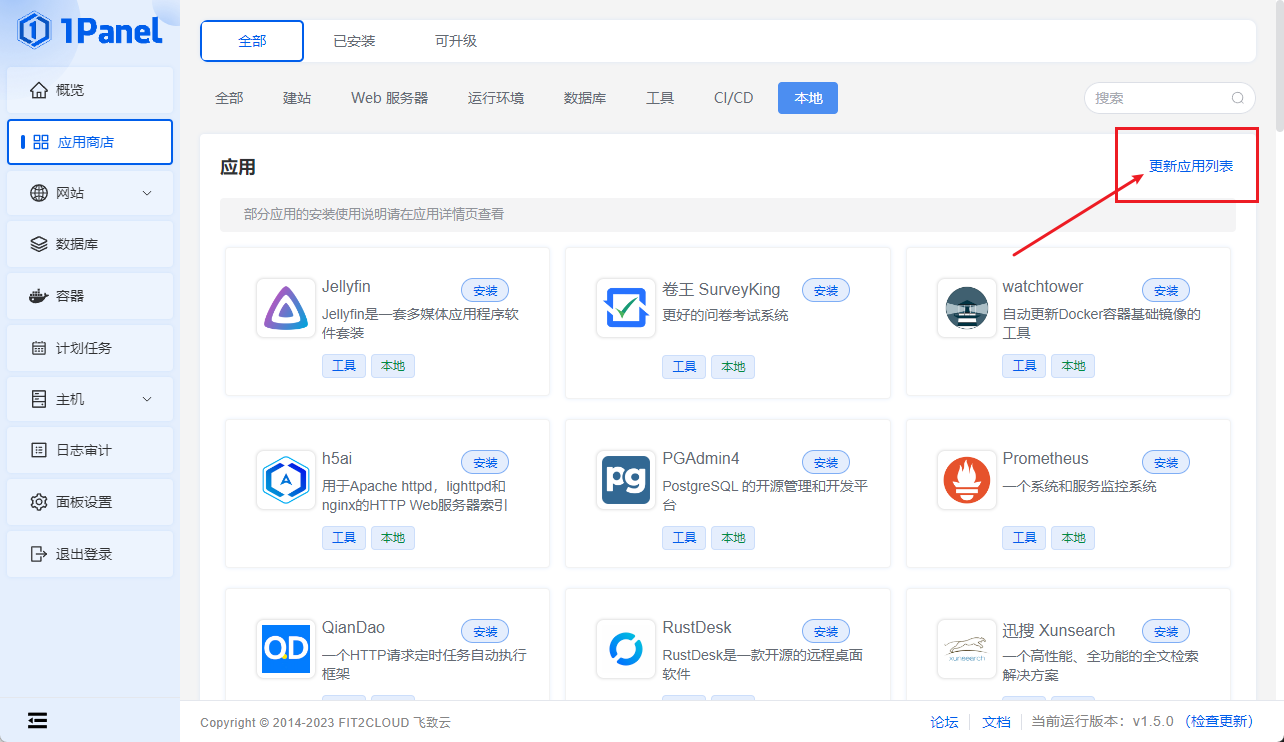 1Panel
概览
应用商店
网站
数据库
容器
计划任务
主机
日志审计
面板设置
退出登录
全部 已安装 可升级
全部 建站 Web 服务器 运行环境 数据库 工具 CI/CD 本地
搜索
应用
更新应用列表
部分应用的安装使用说明请在应用详情页查看
Jellyfin
安装
Jellyfin是一套多媒体应用程序软
件套装
工具 本地
卷王 SurveyKing
安装
更好的问卷考试系统
工具 本地
watchtower
安装
自动更新Docker容器基础镜像的
工具
工具 本地
h5ai
安装
用于Apache httpd，lighttpd和
nginx的HTTP Web服务器索引
工具 本地
pg
PGAdmin4
安装
PostgreSQL 的开源管理和开发平
台
工具 本地
Prometheus
安装
一个系统和服务监控系统
工具 本地
QD
QianDao
安装
一个HTTP请求定时任务自动执行
框架
RustDesk
安装
RustDesk是一款开源的远程桌面
软件
xunsearch
迅搜 Xunsearch
安装
一个高性能、全功能的全文检索
解决方案
Copyright © 2014-2023 FIT2CLOUD 飞致云
论坛 文档 当前运行版本：v1.5.0 （检查更新）